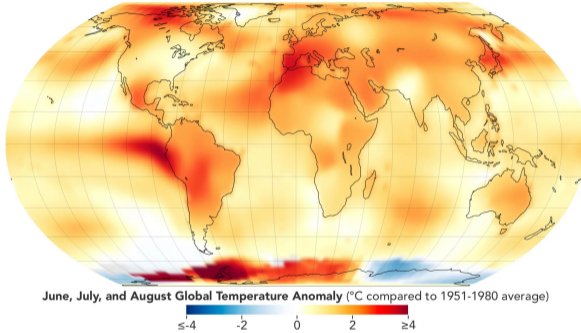 June, July, and August Global Temperature Anomaly (°C compared to 1951-1980 average)
≤-4 -2 0 2 ≥4